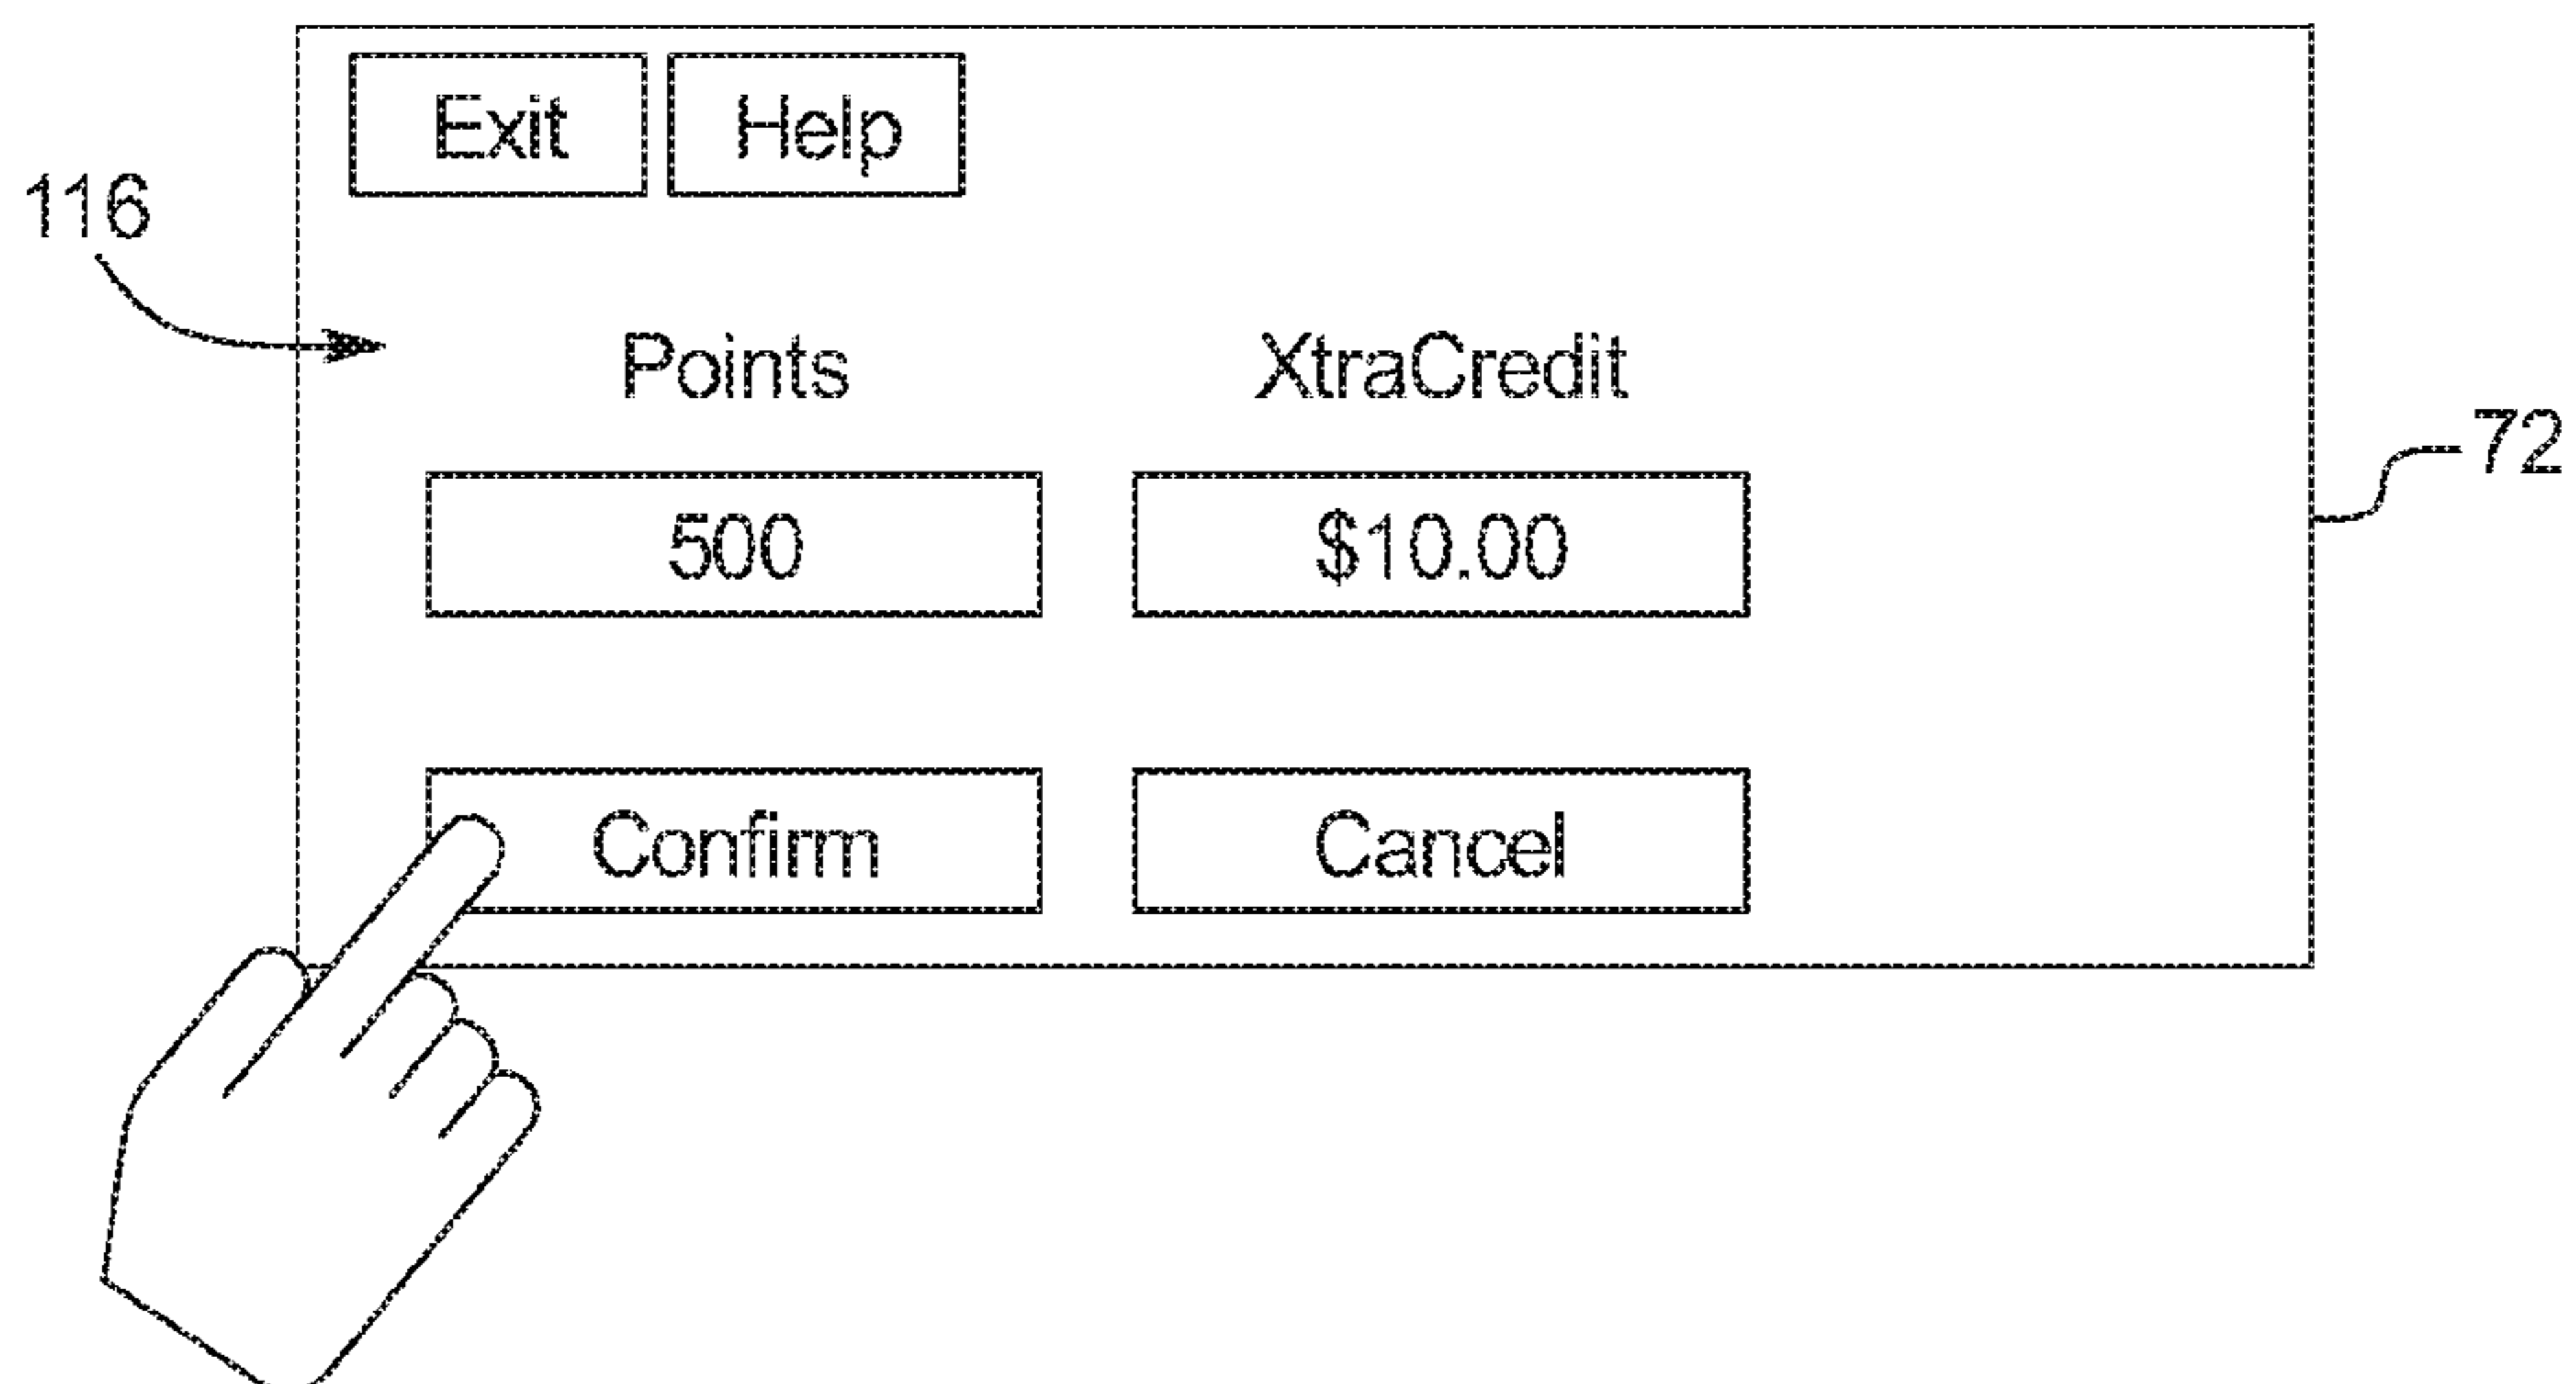 Exit Help
116
Points XtraCredit
72
500 $10.00
Confirm Cancel